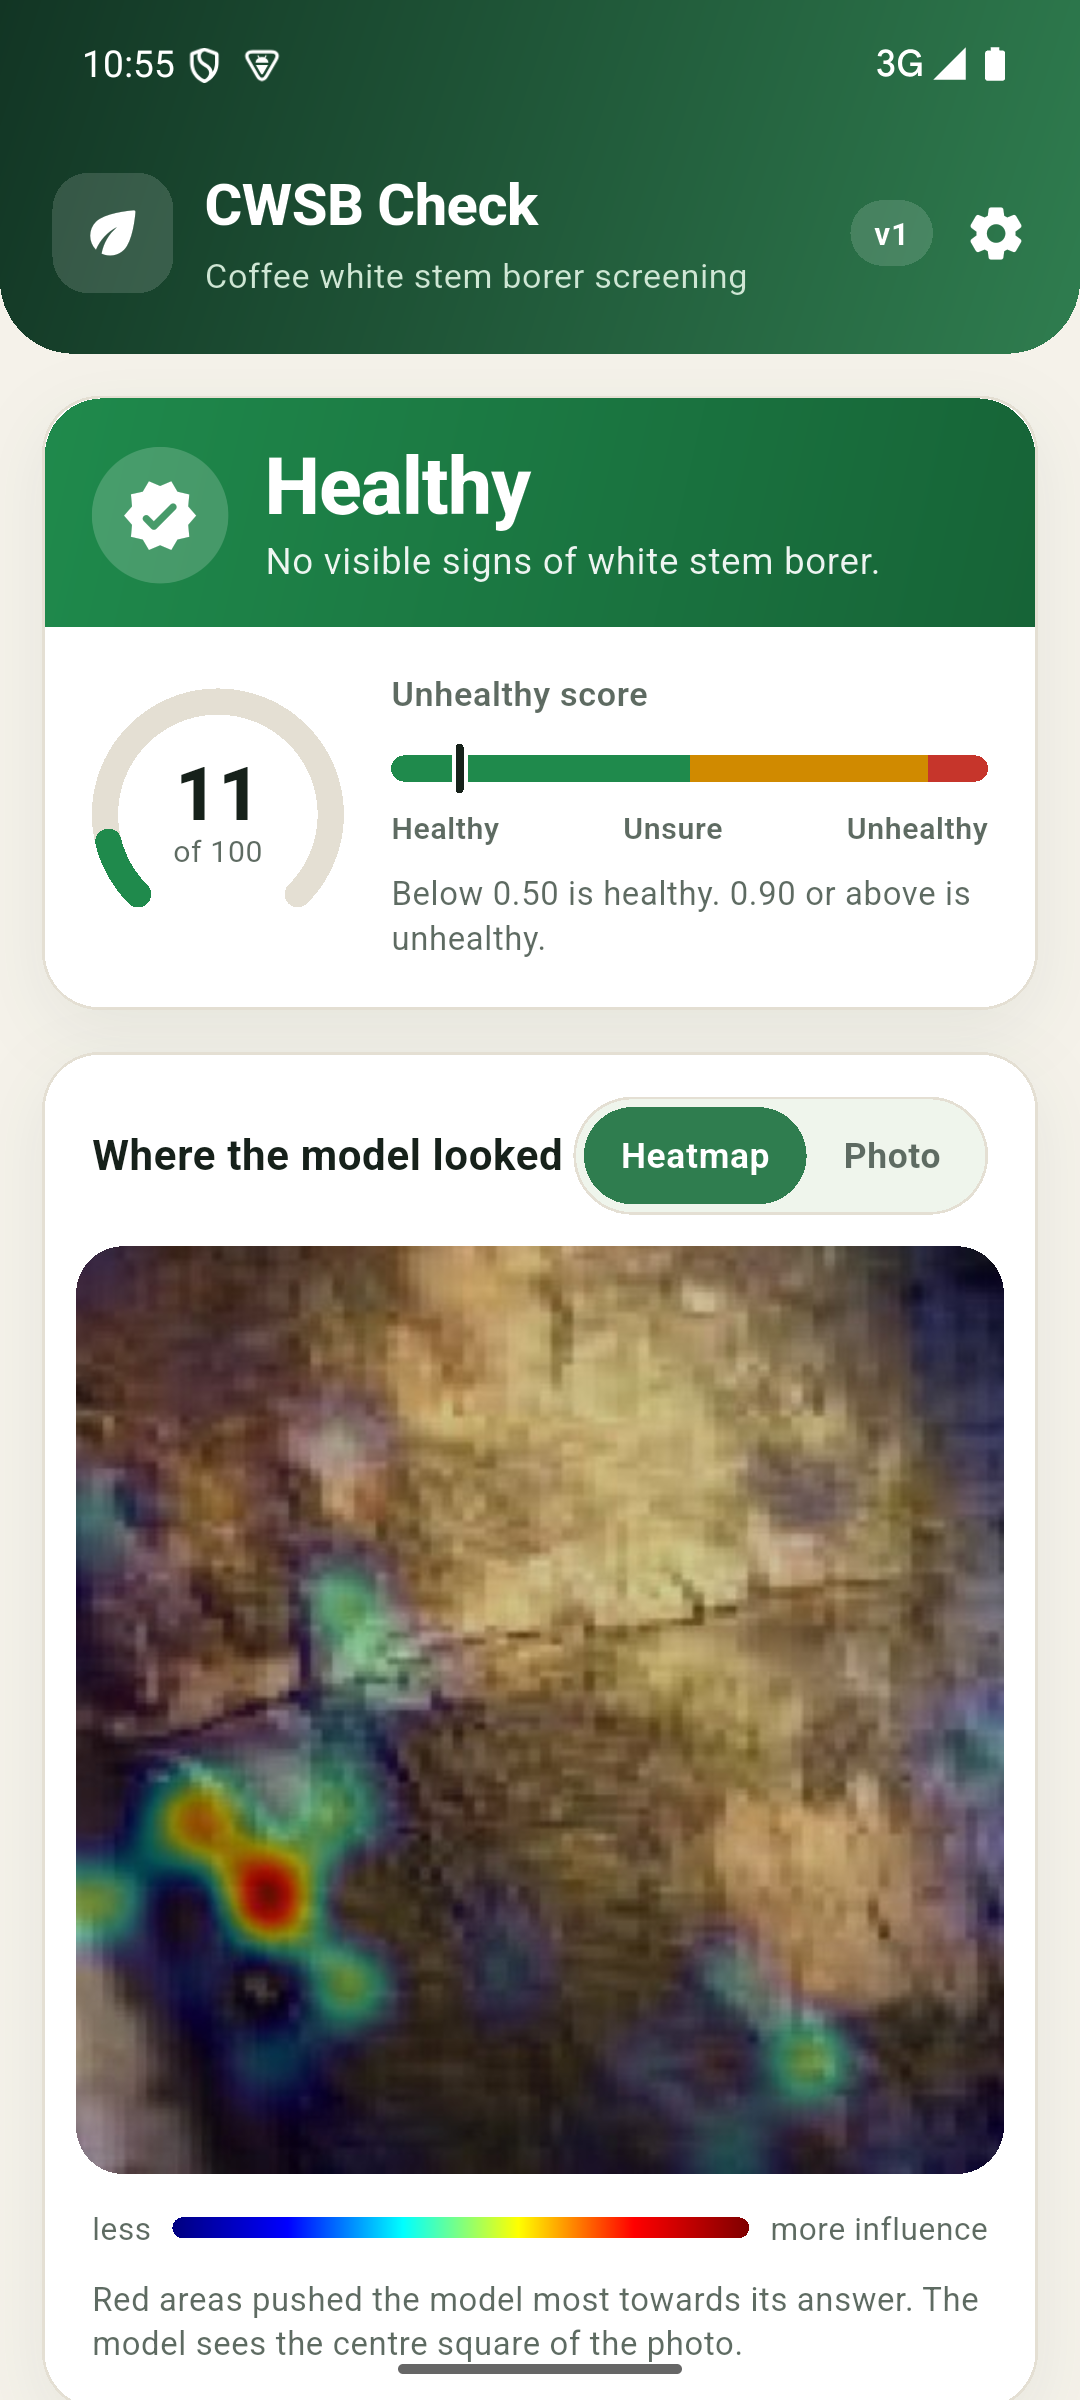 10:55
3G
CWSB Check
Coffee white stem borer screening
v1
Healthy
No visible signs of white stem borer.
11
of 100
Unhealthy score
Healthy Unsure Unhealthy
Below 0.50 is healthy. 0.90 or above is
unhealthy.
Where the model looked
Heatmap Photo
less more influence
Red areas pushed the model most towards its answer. The
model sees the centre square of the photo.